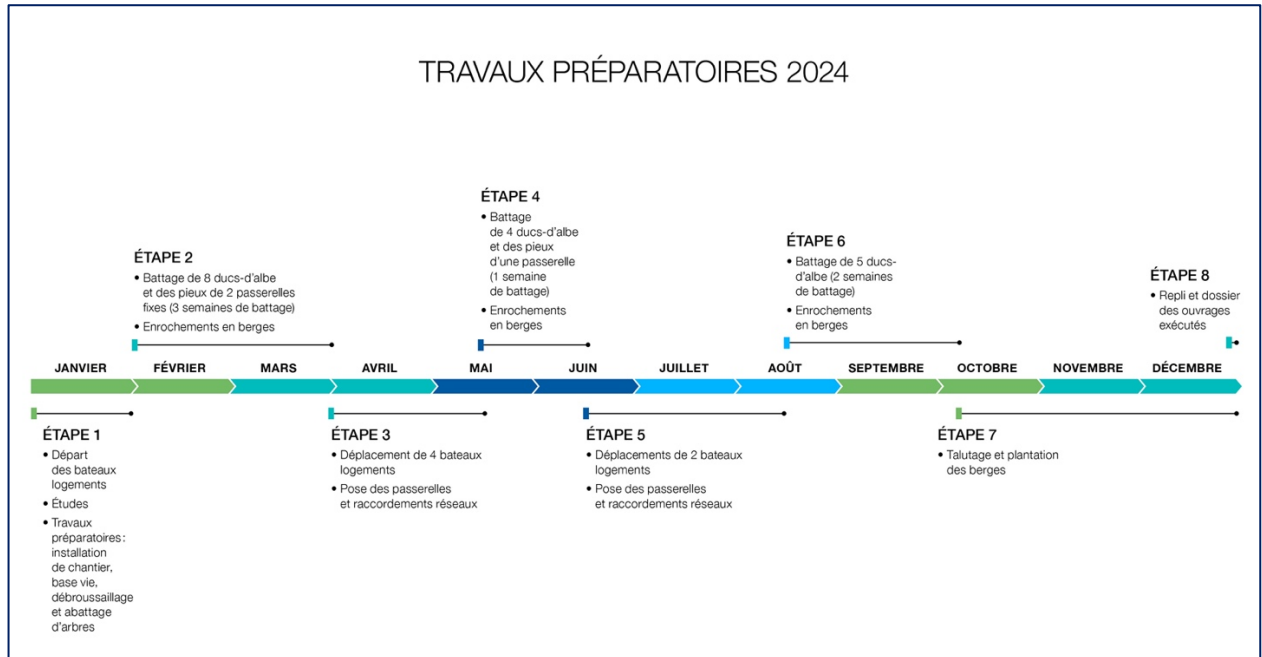 TRAVAUX PRÉPARATOIRES 2024
ÉTAPE 2
• Battage de 8 ducs-d’albe
et des pieux de 2 passerelles
fixes (3 semaines de battage)
• Enrochements en berges
ÉTAPE 4
• Battage
de 4 ducs-d’albe
et des pieux
d’une passerelle
(1 semaine
de battage)
• Enrochements
en berges
ÉTAPE 6
• Battage de 5 ducs-
d’albe (2 semaines
de battage)
• Enrochements
en berges
ÉTAPE 8
• Repli et dossier
des ouvrages
exécutés
JANVIER FÉVRIER MARS AVRIL MAI JUIN JUILLET AOÛT SEPTEMBRE OCTOBRE NOVEMBRE DÉCEMBRE
ÉTAPE 1
• Départ
des bateaux
logements
• Études
• Travaux
préparatoires :
installation
de chantier,
base vie,
débroussaillage
et abattage
d’arbres
ÉTAPE 3
• Déplacement de 4 bateaux
logements
• Pose des passerelles
et raccordements réseaux
ÉTAPE 5
• Déplacements de 2 bateaux
logements
• Pose des passerelles
et raccordements réseaux
ÉTAPE 7
• Talutage et plantation
des berges